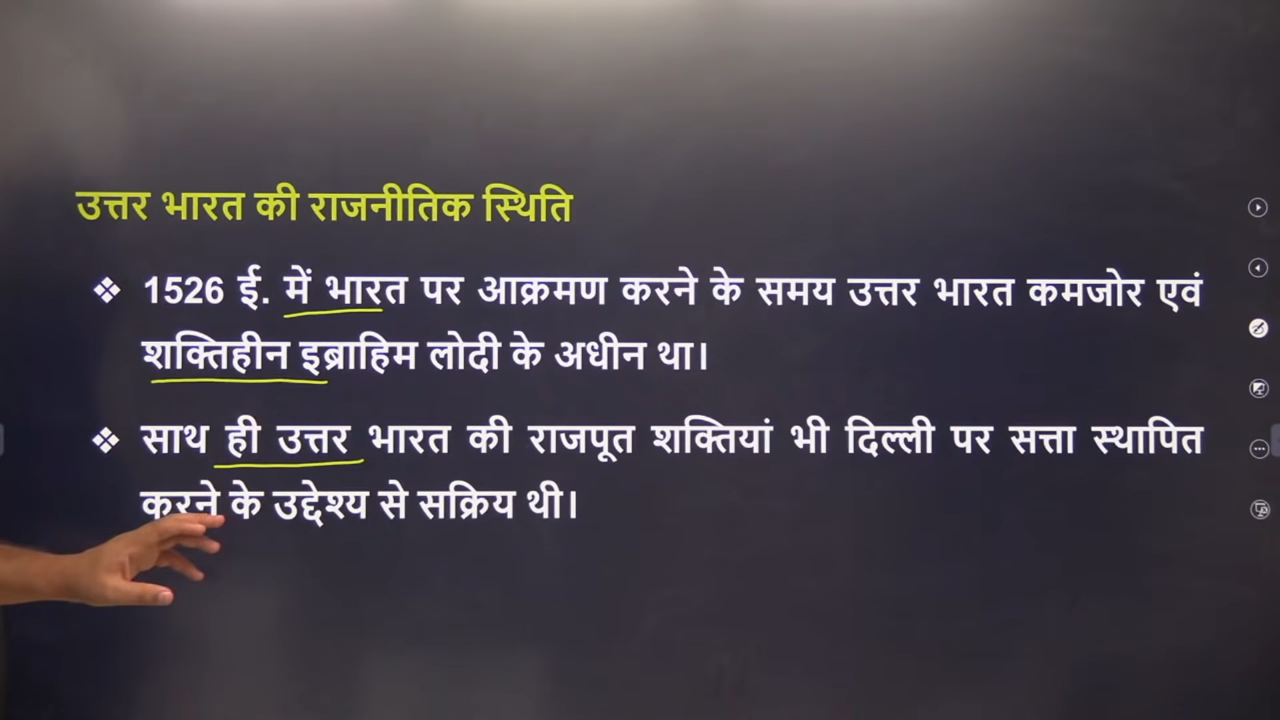 उत्तर भारत की राजनीतिक स्थिति
❖ 1526 ई. में भारत पर आक्रमण करने के समय उत्तर भारत कमजोर एवं
शक्तिहीन इब्राहिम लोदी के अधीन था।
❖ साथ ही उत्तर भारत की राजपूत शक्तियां भी दिल्ली पर सत्ता स्थापित
करने के उद्देश्य से सक्रिय थी।